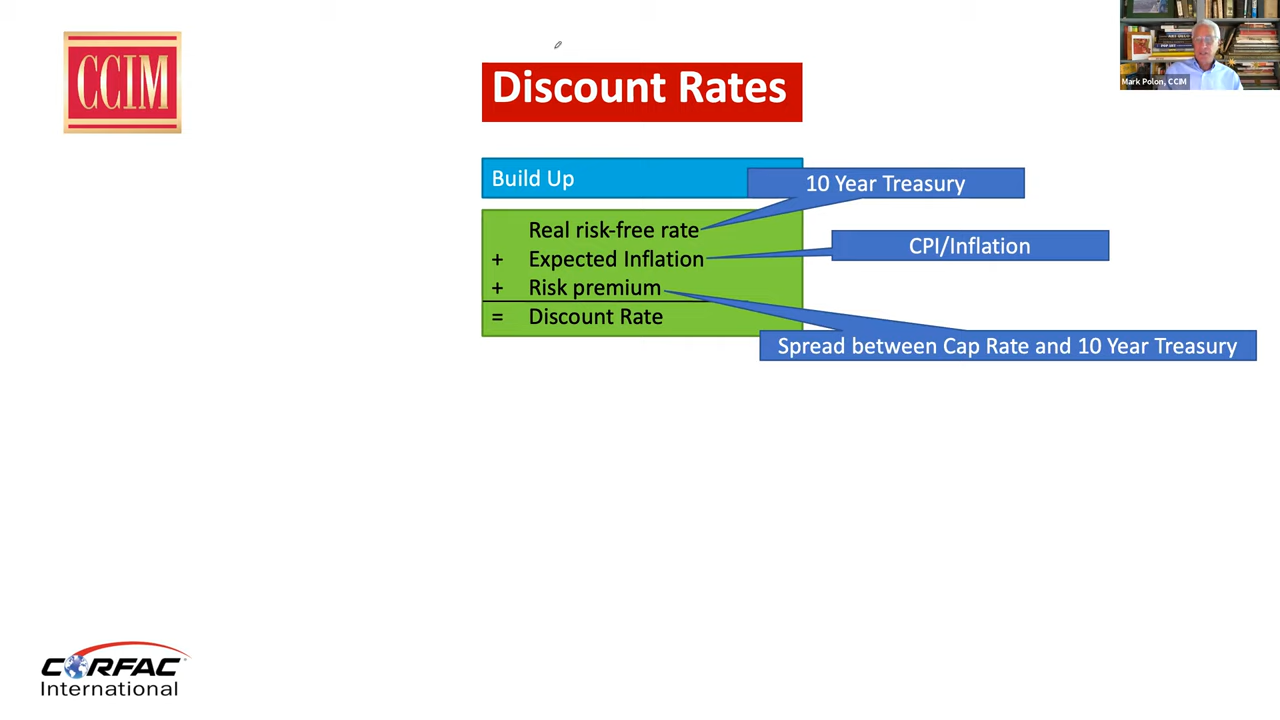 CCIM
Mark Polon, CCIM
Discount Rates
Build Up
10 Year Treasury
Real risk-free rate
+ Expected Inflation
CPI/Inflation
+ Risk premium
= Discount Rate
Spread between Cap Rate and 10 Year Treasury
CORFAC
International